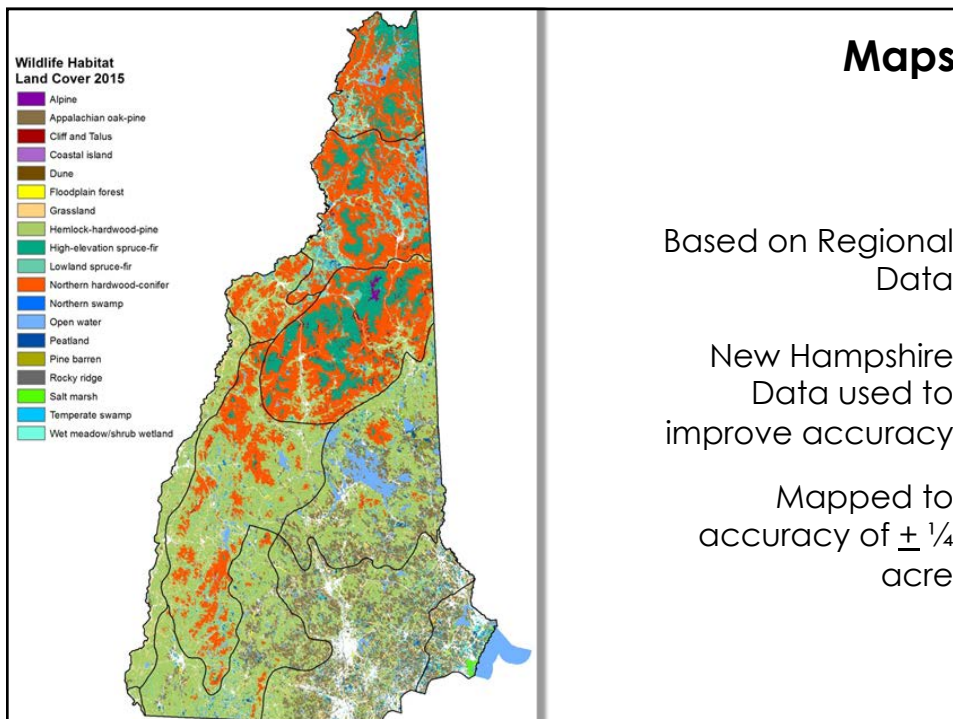 Wildlife Habitat
Land Cover 2015
Alpine
Appalachian oak-pine
Cliff and Talus
Coastal island
Dune
Floodplain forest
Grassland
Hemlock-hardwood-pine
High-elevation spruce-fir
Lowland spruce-fir
Northern hardwood-conifer
Northern swamp
Open water
Peatland
Pine barren
Rocky ridge
Salt marsh
Temperate swamp
Wet meadow/shrub wetland
Maps
Based on Regional
Data
New Hampshire
Data used to
improve accuracy
Mapped to
accuracy of ± ¼
acre